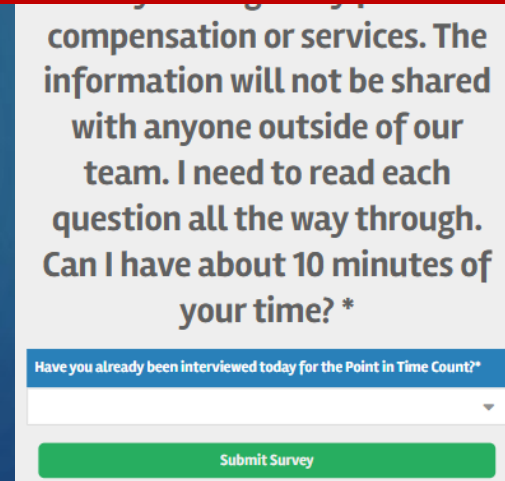 compensation or services. The
information will not be shared
with anyone outside of our
team. I need to read each
question all the way through.
Can I have about 10 minutes of
your time? *
Have you already been interviewed today for the Point in Time Count?*
Submit Survey